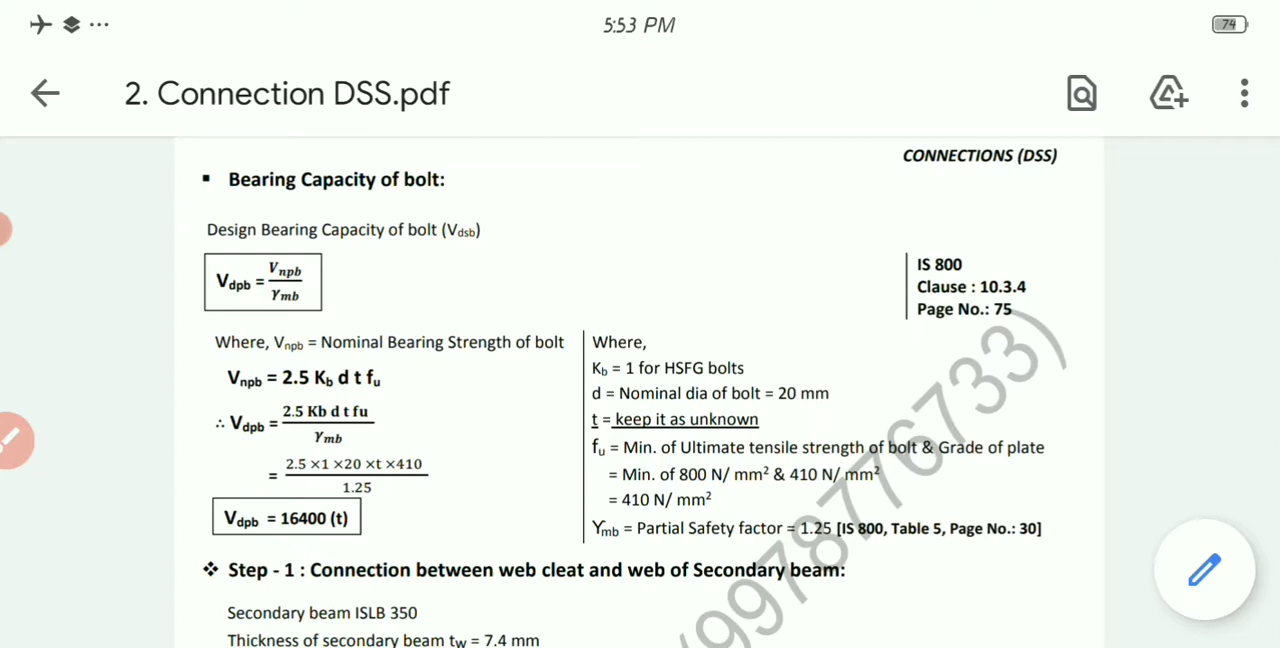 5:53 PM
74
2. Connection DSS.pdf
CONNECTIONS (DSS)
▪ Bearing Capacity of bolt:
Design Bearing Capacity of bolt (Vdsb)
Vdpb = Vnpb / γmb
IS 800
Clause : 10.3.4
Page No.: 75
Where, Vnpb = Nominal Bearing Strength of bolt
Vnpb = 2.5 Kb d t fu
∴ Vdpb = 2.5 Kb d t fu / γmb
= 2.5 ×1 ×20 ×t ×410 / 1.25
Vdpb = 16400 (t)
Where,
Kb = 1 for HSFG bolts
d = Nominal dia of bolt = 20 mm
t = keep it as unknown
fu = Min. of Ultimate tensile strength of bolt & Grade of plate
= Min. of 800 N/ mm² & 410 N/ mm²
= 410 N/ mm²
Υmb = Partial Safety factor = 1.25 [IS 800, Table 5, Page No.: 30]
❖ Step - 1 : Connection between web cleat and web of Secondary beam:
Secondary beam ISLB 350
Thickness of secondary beam tw = 7.4 mm
(9978776733)